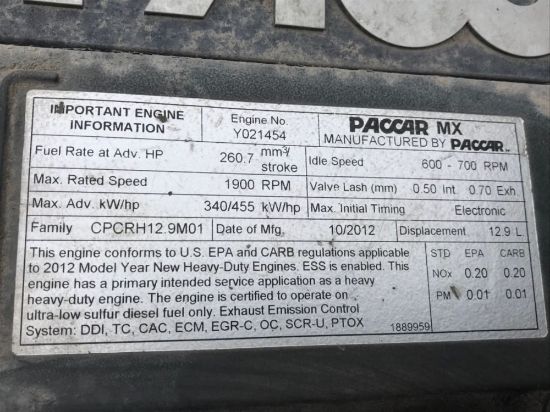 IMPORTANT ENGINE INFORMATION
Engine No. Y021454
PACCAR MX
MANUFACTURED BY PACCAR INC
Fuel Rate at Adv. HP 260.7 mm³/stroke
Idle Speed 600 - 700 RPM
Max. Rated Speed 1900 RPM
Valve Lash (mm) 0.50 Int. 0.70 Exh.
Max. Adv. kW/hp 340/455 kW/hp
Max. Initial Timing Electronic
Family CPCRH12.9M01
Date of Mfg. 10/2012
Displacement 12.9 L
This engine conforms to U.S. EPA and CARB regulations applicable
to 2012 Model Year New Heavy-Duty Engines. ESS is enabled. This
engine has a primary intended service application as a heavy
heavy-duty engine. The engine is certified to operate on
ultra-low sulfur diesel fuel only. Exhaust Emission Control
System: DDI, TC, CAC, ECM, EGR-C, OC, SCR-U, PTOX
1889959
STD EPA CARB
NOx 0.20 0.20
PM 0.01 0.01